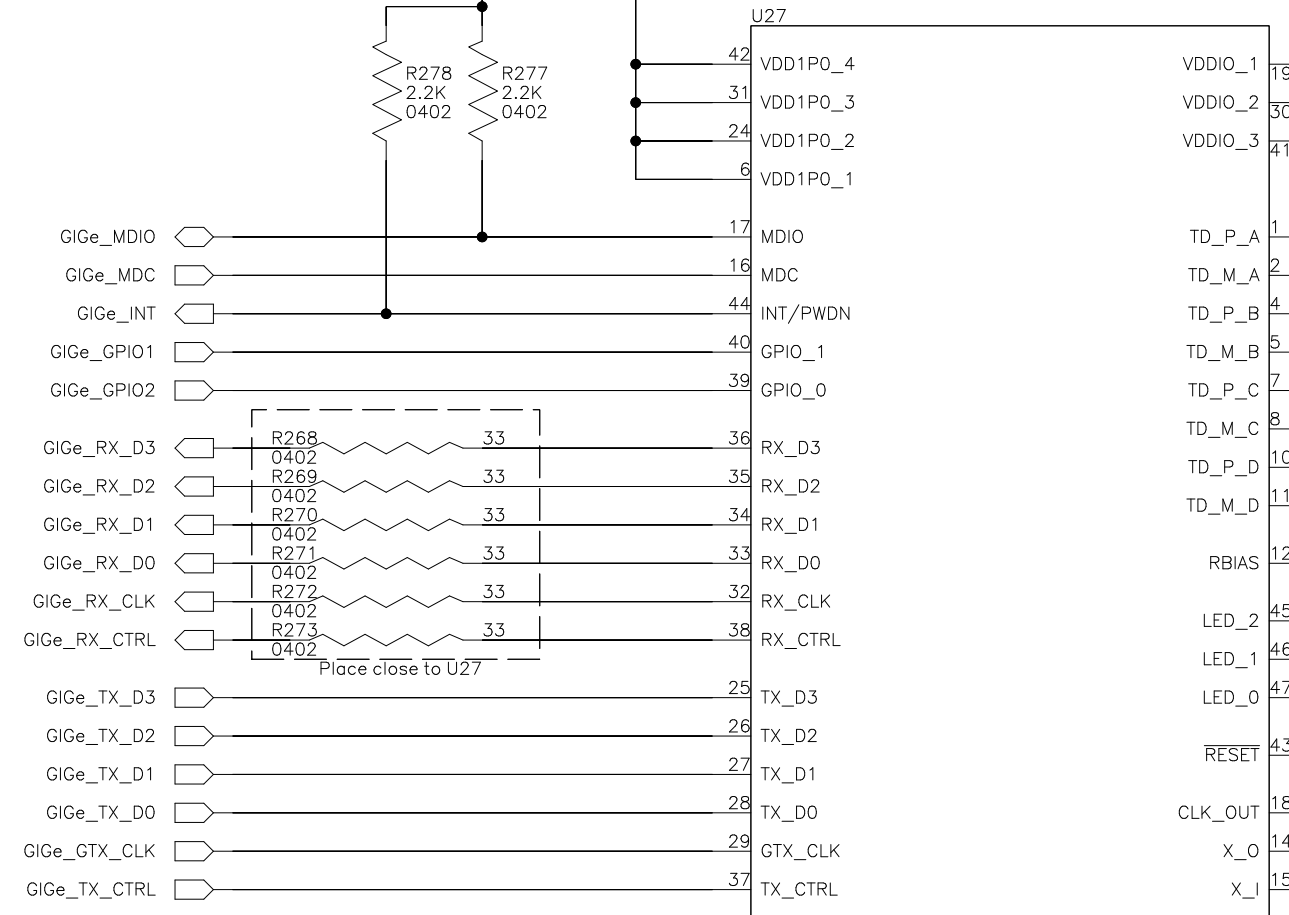 U27
42 VDD1P0_4 VDDIO_1 19
R278 R277
2.2K 2.2K
0402 0402
31 VDD1P0_3 VDDIO_2 30
24 VDD1P0_2 VDDIO_3 41
6 VDD1P0_1
GIGe_MDIO 17 MDIO TD_P_A 1
GIGe_MDC 16 MDC TD_M_A 2
GIGe_INT 44 INT/PWDN TD_P_B 4
GIGe_GPIO1 40 GPIO_1 TD_M_B 5
GIGe_GPIO2 39 GPIO_0 TD_P_C 7
TD_M_C 8
GIGe_RX_D3 R268 33 36 RX_D3
0402
TD_P_D 10
GIGe_RX_D2 R269 33 35 RX_D2
0402
TD_M_D 11
GIGe_RX_D1 R270 33 34 RX_D1
0402
GIGe_RX_D0 R271 33 33 RX_D0 RBIAS 12
0402
GIGe_RX_CLK R272 33 32 RX_CLK
0402
LED_2 45
GIGe_RX_CTRL R273 33 38 RX_CTRL
0402
LED_1 46
Place close to U27
GIGe_TX_D3 25 TX_D3 LED_0 47
GIGe_TX_D2 26 TX_D2
RESET 43
GIGe_TX_D1 27 TX_D1
GIGe_TX_D0 28 TX_D0 CLK_OUT 18
GIGe_GTX_CLK 29 GTX_CLK X_O 14
GIGe_TX_CTRL 37 TX_CTRL X_I 15